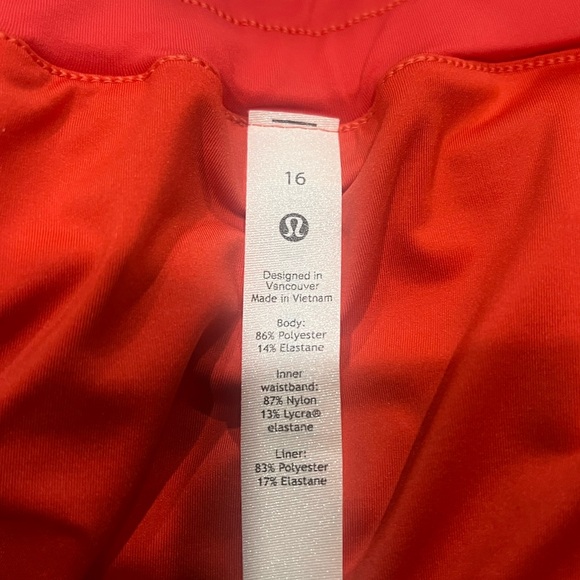 16
Designed in
Vancouver
Made in Vietnam
Body:
86% Polyester
14% Elastane
Inner
waistband:
87% Nylon
13% Lycra®
elastane
Liner:
83% Polyester
17% Elastane